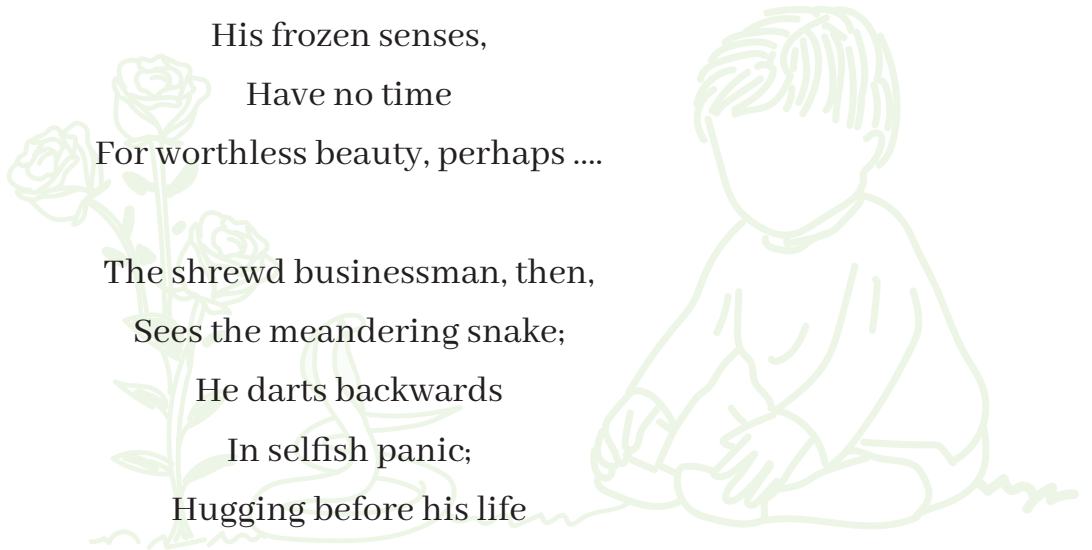 His frozen senses,
Have no time
For worthless beauty, perhaps ....
The shrewd businessman, then,
Sees the meandering snake;
He darts backwards
In selfish panic;
Hugging before his life